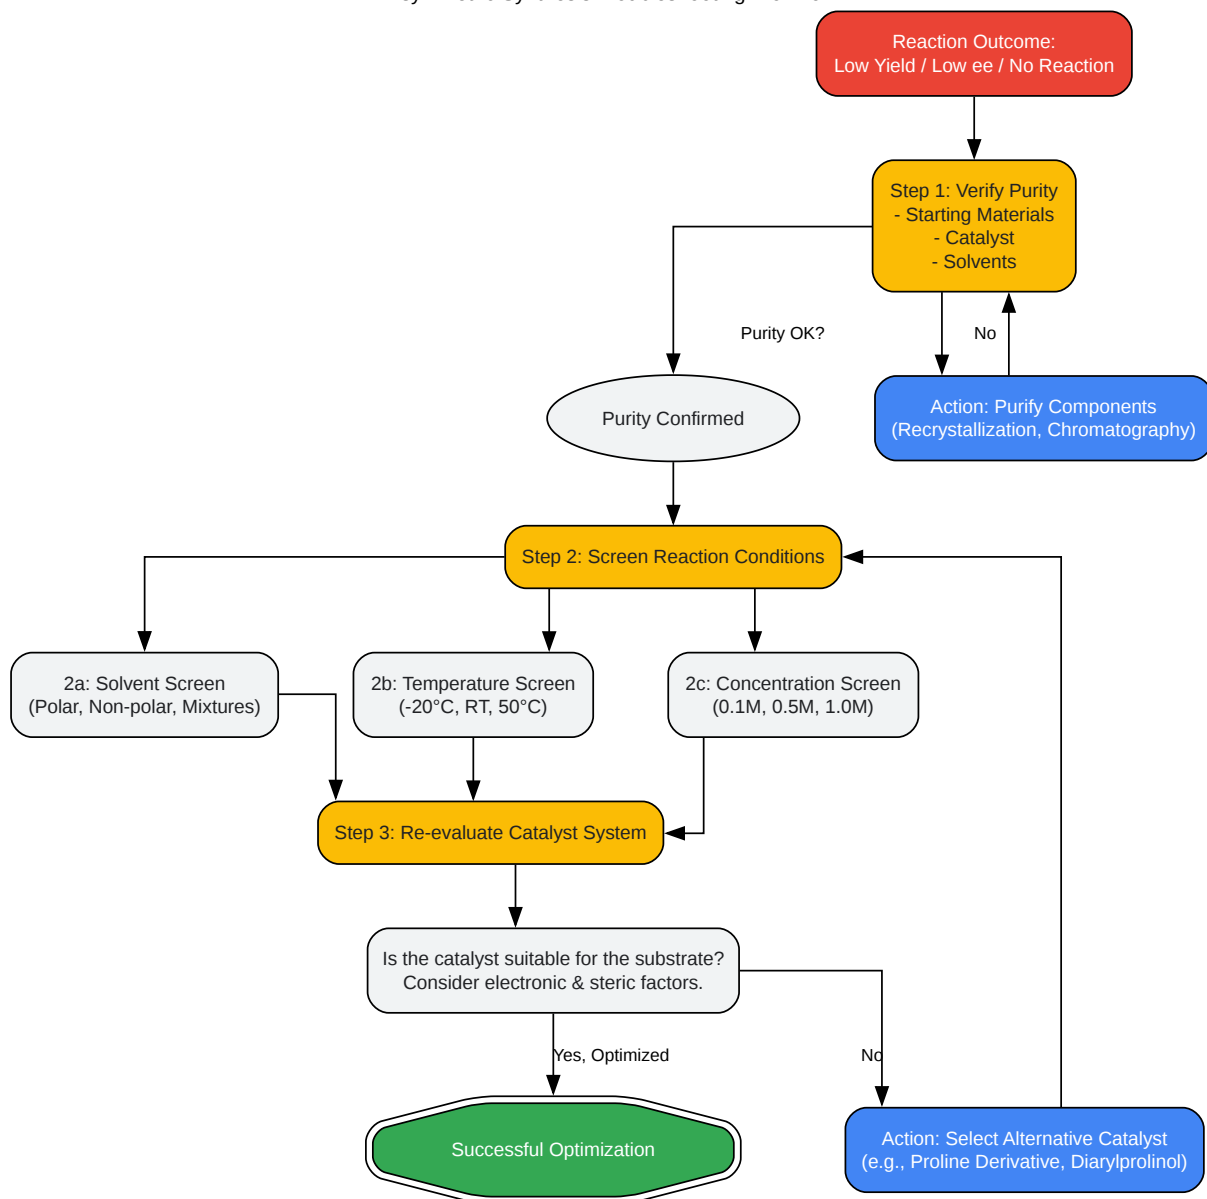 Reaction Outcome:
Low Yield / Low ee / No Reaction
Step 1: Verify Purity
- Starting Materials
- Catalyst
- Solvents
Purity OK?
No
Purity Confirmed
Action: Purify Components
(Recrystallization, Chromatography)
Step 2: Screen Reaction Conditions
2a: Solvent Screen
(Polar, Non-polar, Mixtures)
2b: Temperature Screen
(-20°C, RT, 50°C)
2c: Concentration Screen
(0.1M, 0.5M, 1.0M)
Step 3: Re-evaluate Catalyst System
Is the catalyst suitable for the substrate?
Consider electronic & steric factors.
Yes, Optimized
No
Successful Optimization
Action: Select Alternative Catalyst
(e.g., Proline Derivative, Diarylprolinol)